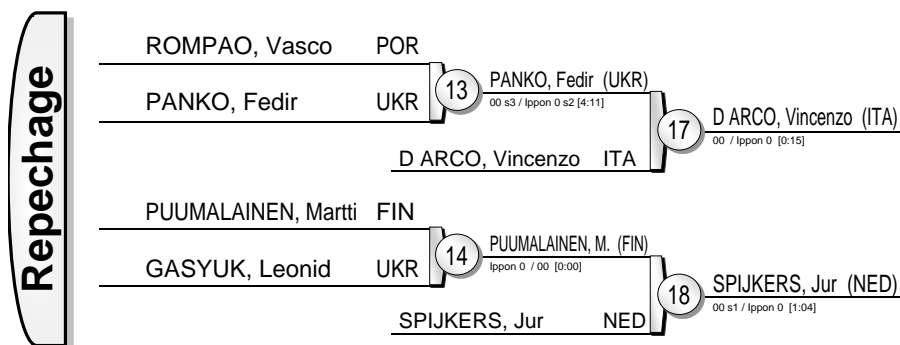 Repechage
ROMPAO, Vasco POR
PANKO, Fedir UKR
13
PANKO, Fedir (UKR)
00 s3 / Ippon 0 s2 [4:11]
D ARCO, Vincenzo ITA
17
D ARCO, Vincenzo (ITA)
00 / Ippon 0 [0:15]
PUUMALAINEN, Martti FIN
GASYUK, Leonid UKR
14
PUUMALAINEN, M. (FIN)
Ippon 0 / 00 [0:00]
SPIJKERS, Jur NED
18
SPIJKERS, Jur (NED)
00 s1 / Ippon 0 [1:04]